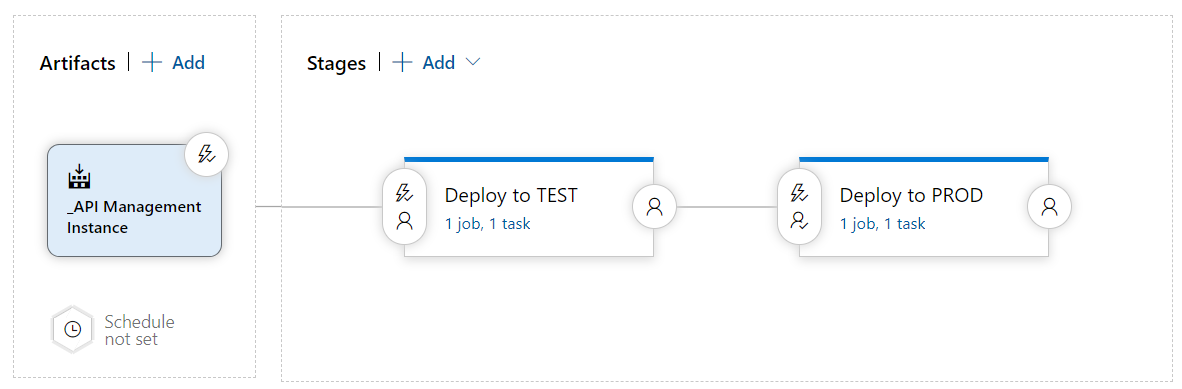 Artifacts | + Add
Stages | + Add
_API Management
Instance
Deploy to TEST
1 job, 1 task
Deploy to PROD
1 job, 1 task
Schedule
not set